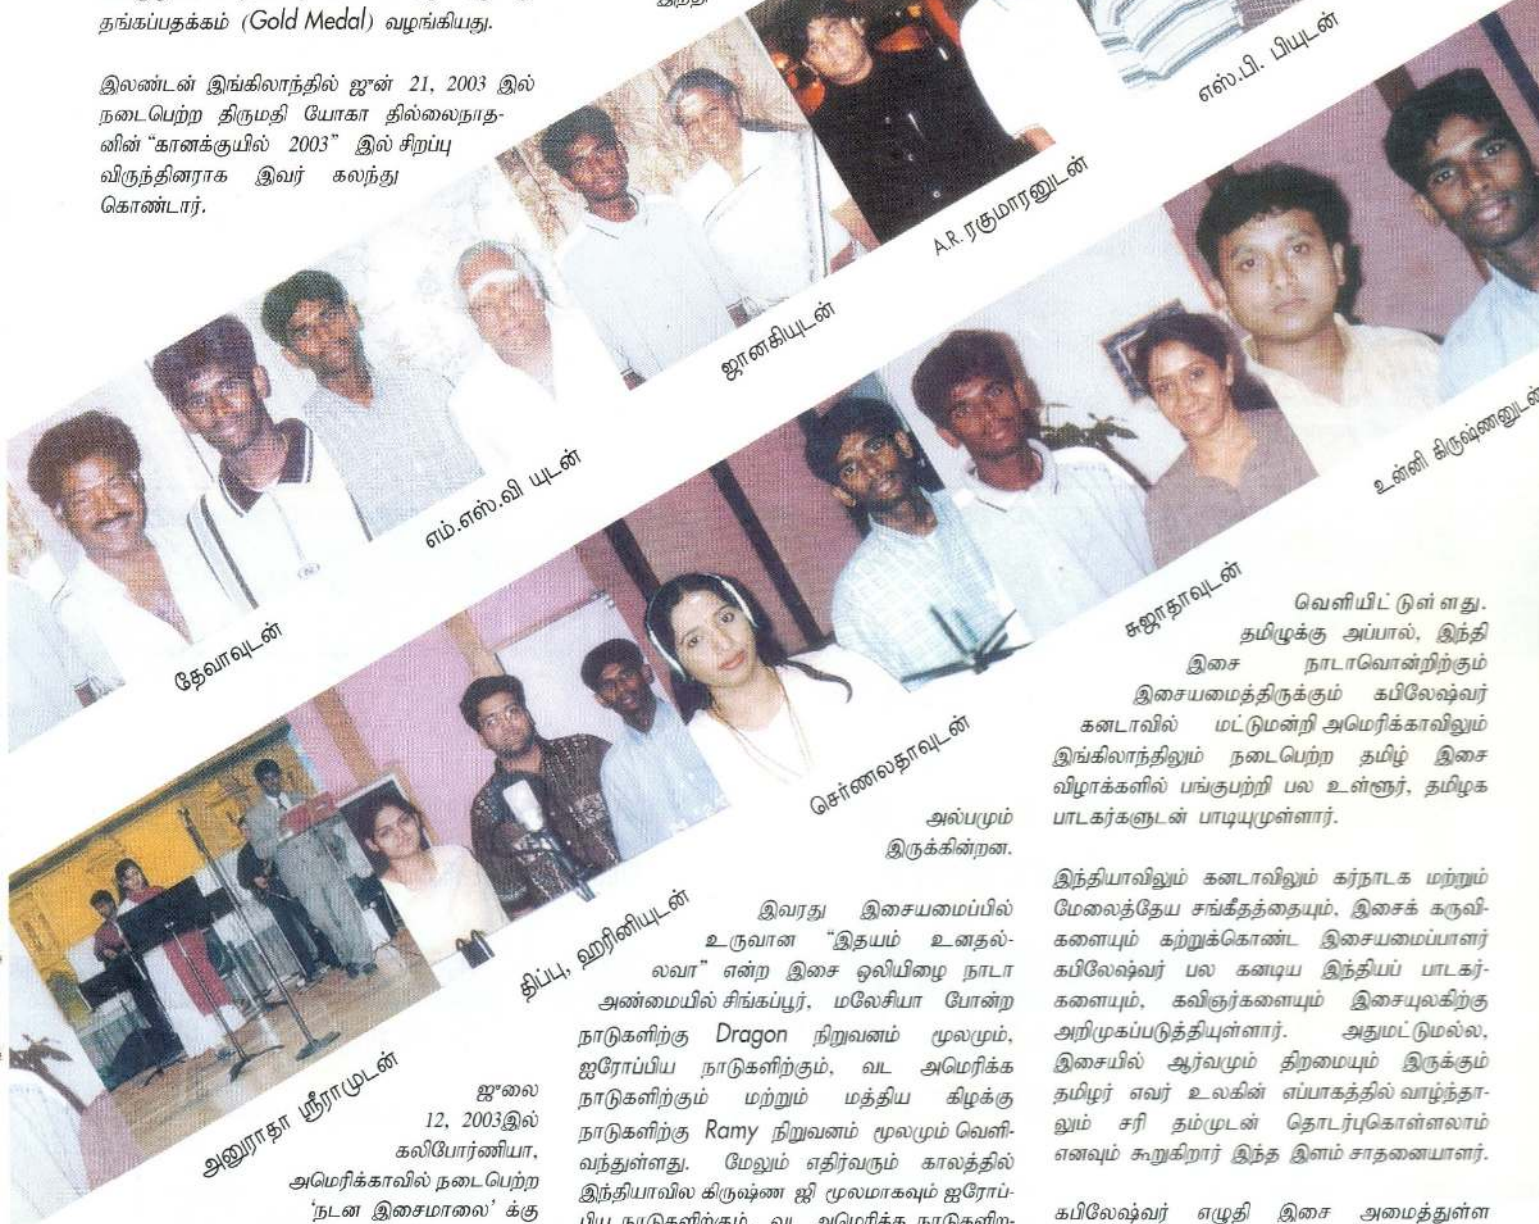 தங்கப்பதக்கம் (Gold Medal) வழங்கியது.
இலண்டன் இங்கிலாந்தில் ஜுன் 21, 2003 இல்
நடைபெற்ற திருமதி யோகா தில்லைநாத-
னின் “கானக்குயில் 2003” இல் சிறப்பு
விருந்தினராக இவர் கலந்து
கொண்டார்.
எஸ்.பி. பியுடன்
A.R. ரகுமாரனுடன்
ஜானகியுடன்
எம்.எஸ்.வி யுடன்
தேவாவுடன்
உன்னி கிருஷ்ணனுடன்
சுஜாதாவுடன்
செர்ணலதாவுடன்
திப்பு, ஹரினியுடன்
அனுராதா ஸ்ரீராமுடன்
ஜுலை
12, 2003இல்
கலிபோர்ணியா,
அமெரிக்காவில் நடைபெற்ற
‘நடன இசைமாலை’ க்கு
அல்பமும்
இருக்கின்றன.
இவரது இசையமைப்பில்
உருவான “இதயம் உனதல்-
லவா” என்ற இசை ஒலியிழை நாடா
அண்மையில் சிங்கப்பூர், மலேசியா போன்ற
நாடுகளிற்கு Dragon நிறுவனம் மூலமும்,
ஐரோப்பிய நாடுகளிற்கும், வட அமெரிக்க
நாடுகளிற்கும் மற்றும் மத்திய கிழக்கு
நாடுகளிற்கு Ramy நிறுவனம் மூலமும் வெளி-
வந்துள்ளது. மேலும் எதிர்வரும் காலத்தில்
இந்தியாவில கிருஷ்ண ஜி மூலமாகவும் ஐரோப்-
பிய நாடுகளிற்கும், வட அமெரிக்க நாடுகளிற-
வெளியிட்டுள்ளது.
தமிழுக்கு அப்பால், இந்தி
இசை நாடாவொன்றிற்கும்
இசையமைத்திருக்கும் கபிலேஷ்வர்
கனடாவில் மட்டுமன்றி அமெரிக்காவிலும்
இங்கிலாந்திலும் நடைபெற்ற தமிழ் இசை
விழாக்களில் பங்குபற்றி பல உள்ளூர், தமிழக
பாடகர்களுடன் பாடியுமுள்ளார்.
இந்தியாவிலும் கனடாவிலும் கர்நாடக மற்றும்
மேலைத்தேய சங்கீதத்தையும், இசைக் கருவி-
களையும் கற்றுக்கொண்ட இசையமைப்பாளர்
கபிலேஷ்வர் பல கனடிய இந்தியப் பாடகர்-
களையும், கவிஞர்களையும் இசையுலகிற்கு
அறிமுகப்படுத்தியுள்ளார். அதுமட்டுமல்ல,
இசையில் ஆர்வமும் திறமையும் இருக்கும்
தமிழர் எவர் உலகின் எப்பாகத்தில் வாழ்ந்தா-
லும் சரி தம்முடன் தொடர்புகொள்ளலாம்
எனவும் கூறுகிறார் இந்த இளம் சாதனையாளர்.
கபிலேஷ்வர் எழுதி இசை அமைத்துள்ள